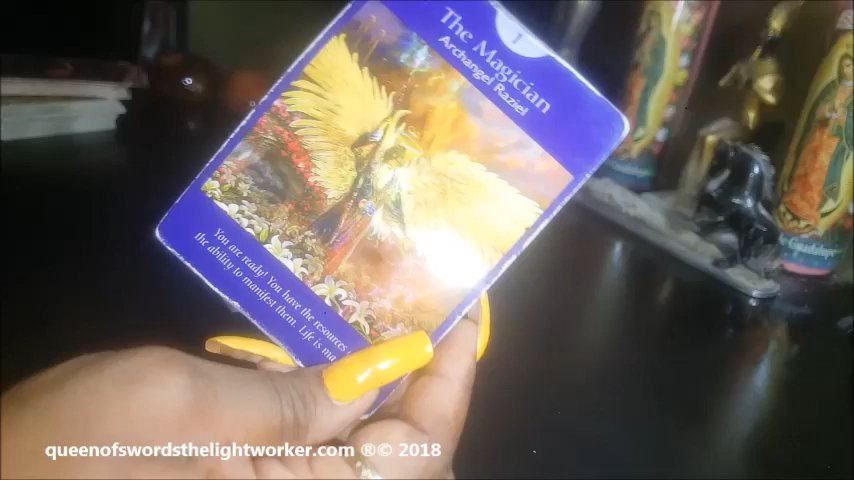 1
The Magician
Archangel Raziel
You are ready! You have the resources
the ability to manifest them. Life is ma
Guadalupe
queenofswordsthelightworker.com ®© 2018